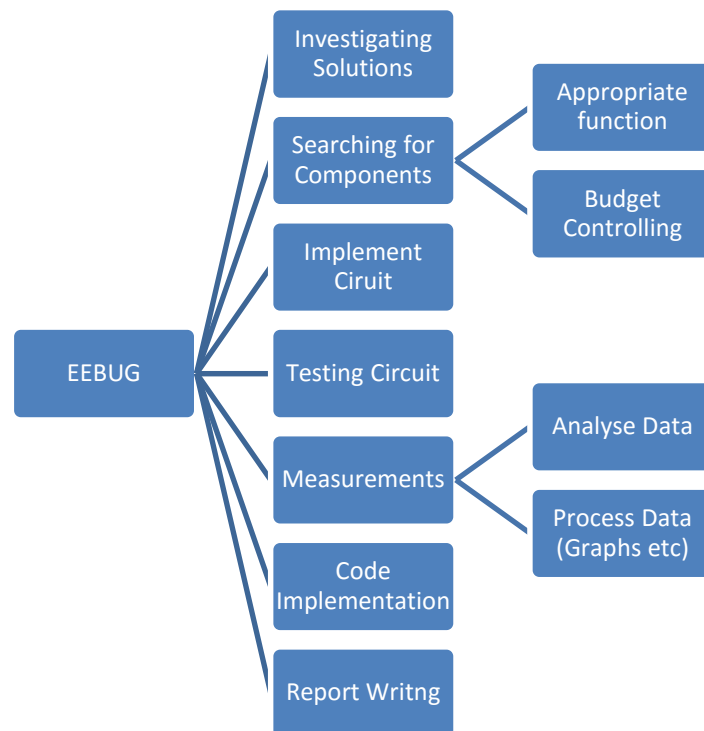 EEBUG
Investigating
Solutions
Searching for
Components
Appropriate
function
Budget
Controlling
Implement
Ciruit
Testing Circuit
Measurements
Analyse Data
Process Data
(Graphs etc)
Code
Implementation
Report Writng